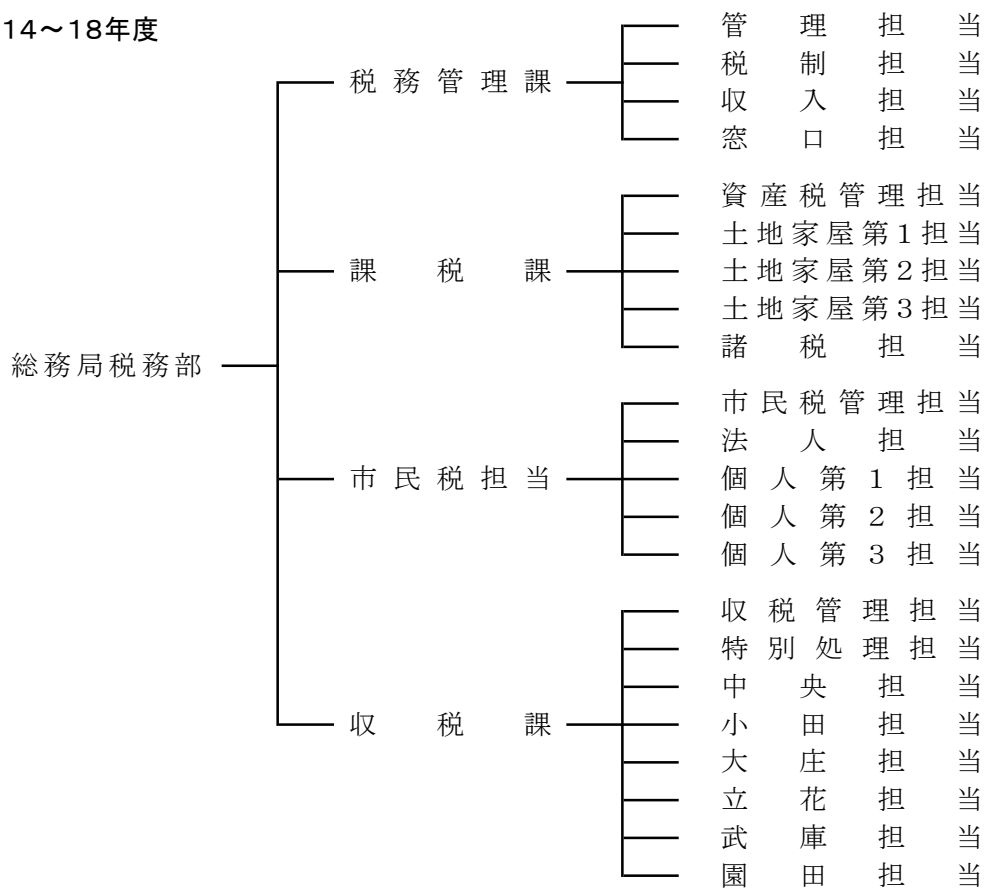 14～18年度
総務局税務部
税務管理課
管理担当
税制担当
収入担当
窓口担当
課税課
資産税管理担当
土地家屋第1担当
土地家屋第2担当
土地家屋第3担当
諸税担当
市民税担当
市民税管理担当
法人担当
個人第1担当
個人第2担当
個人第3担当
収税課
収税管理担当
特別処理担当
中央担当
小田担当
大庄担当
立花担当
武庫担当
園田担当